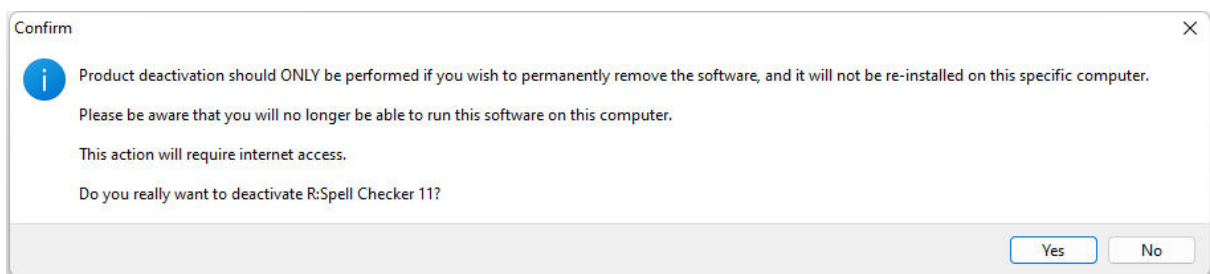 Confirm
Product deactivation should ONLY be performed if you wish to permanently remove the software, and it will not be re-installed on this specific computer.
Please be aware that you will no longer be able to run this software on this computer.
This action will require internet access.
Do you really want to deactivate R:Spell Checker 11?
Yes No